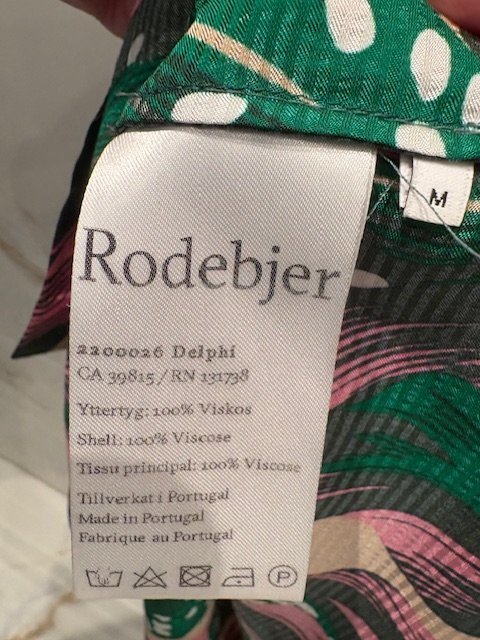 M
Rodebjer
2200026 Delphi
CA 39815 / RN 131738
Yttertyg: 100% Viskos
Shell: 100% Viscose
Tissu principal: 100% Viscose
Tillverkat i Portugal
Made in Portugal
Fabrique au Portugal
P